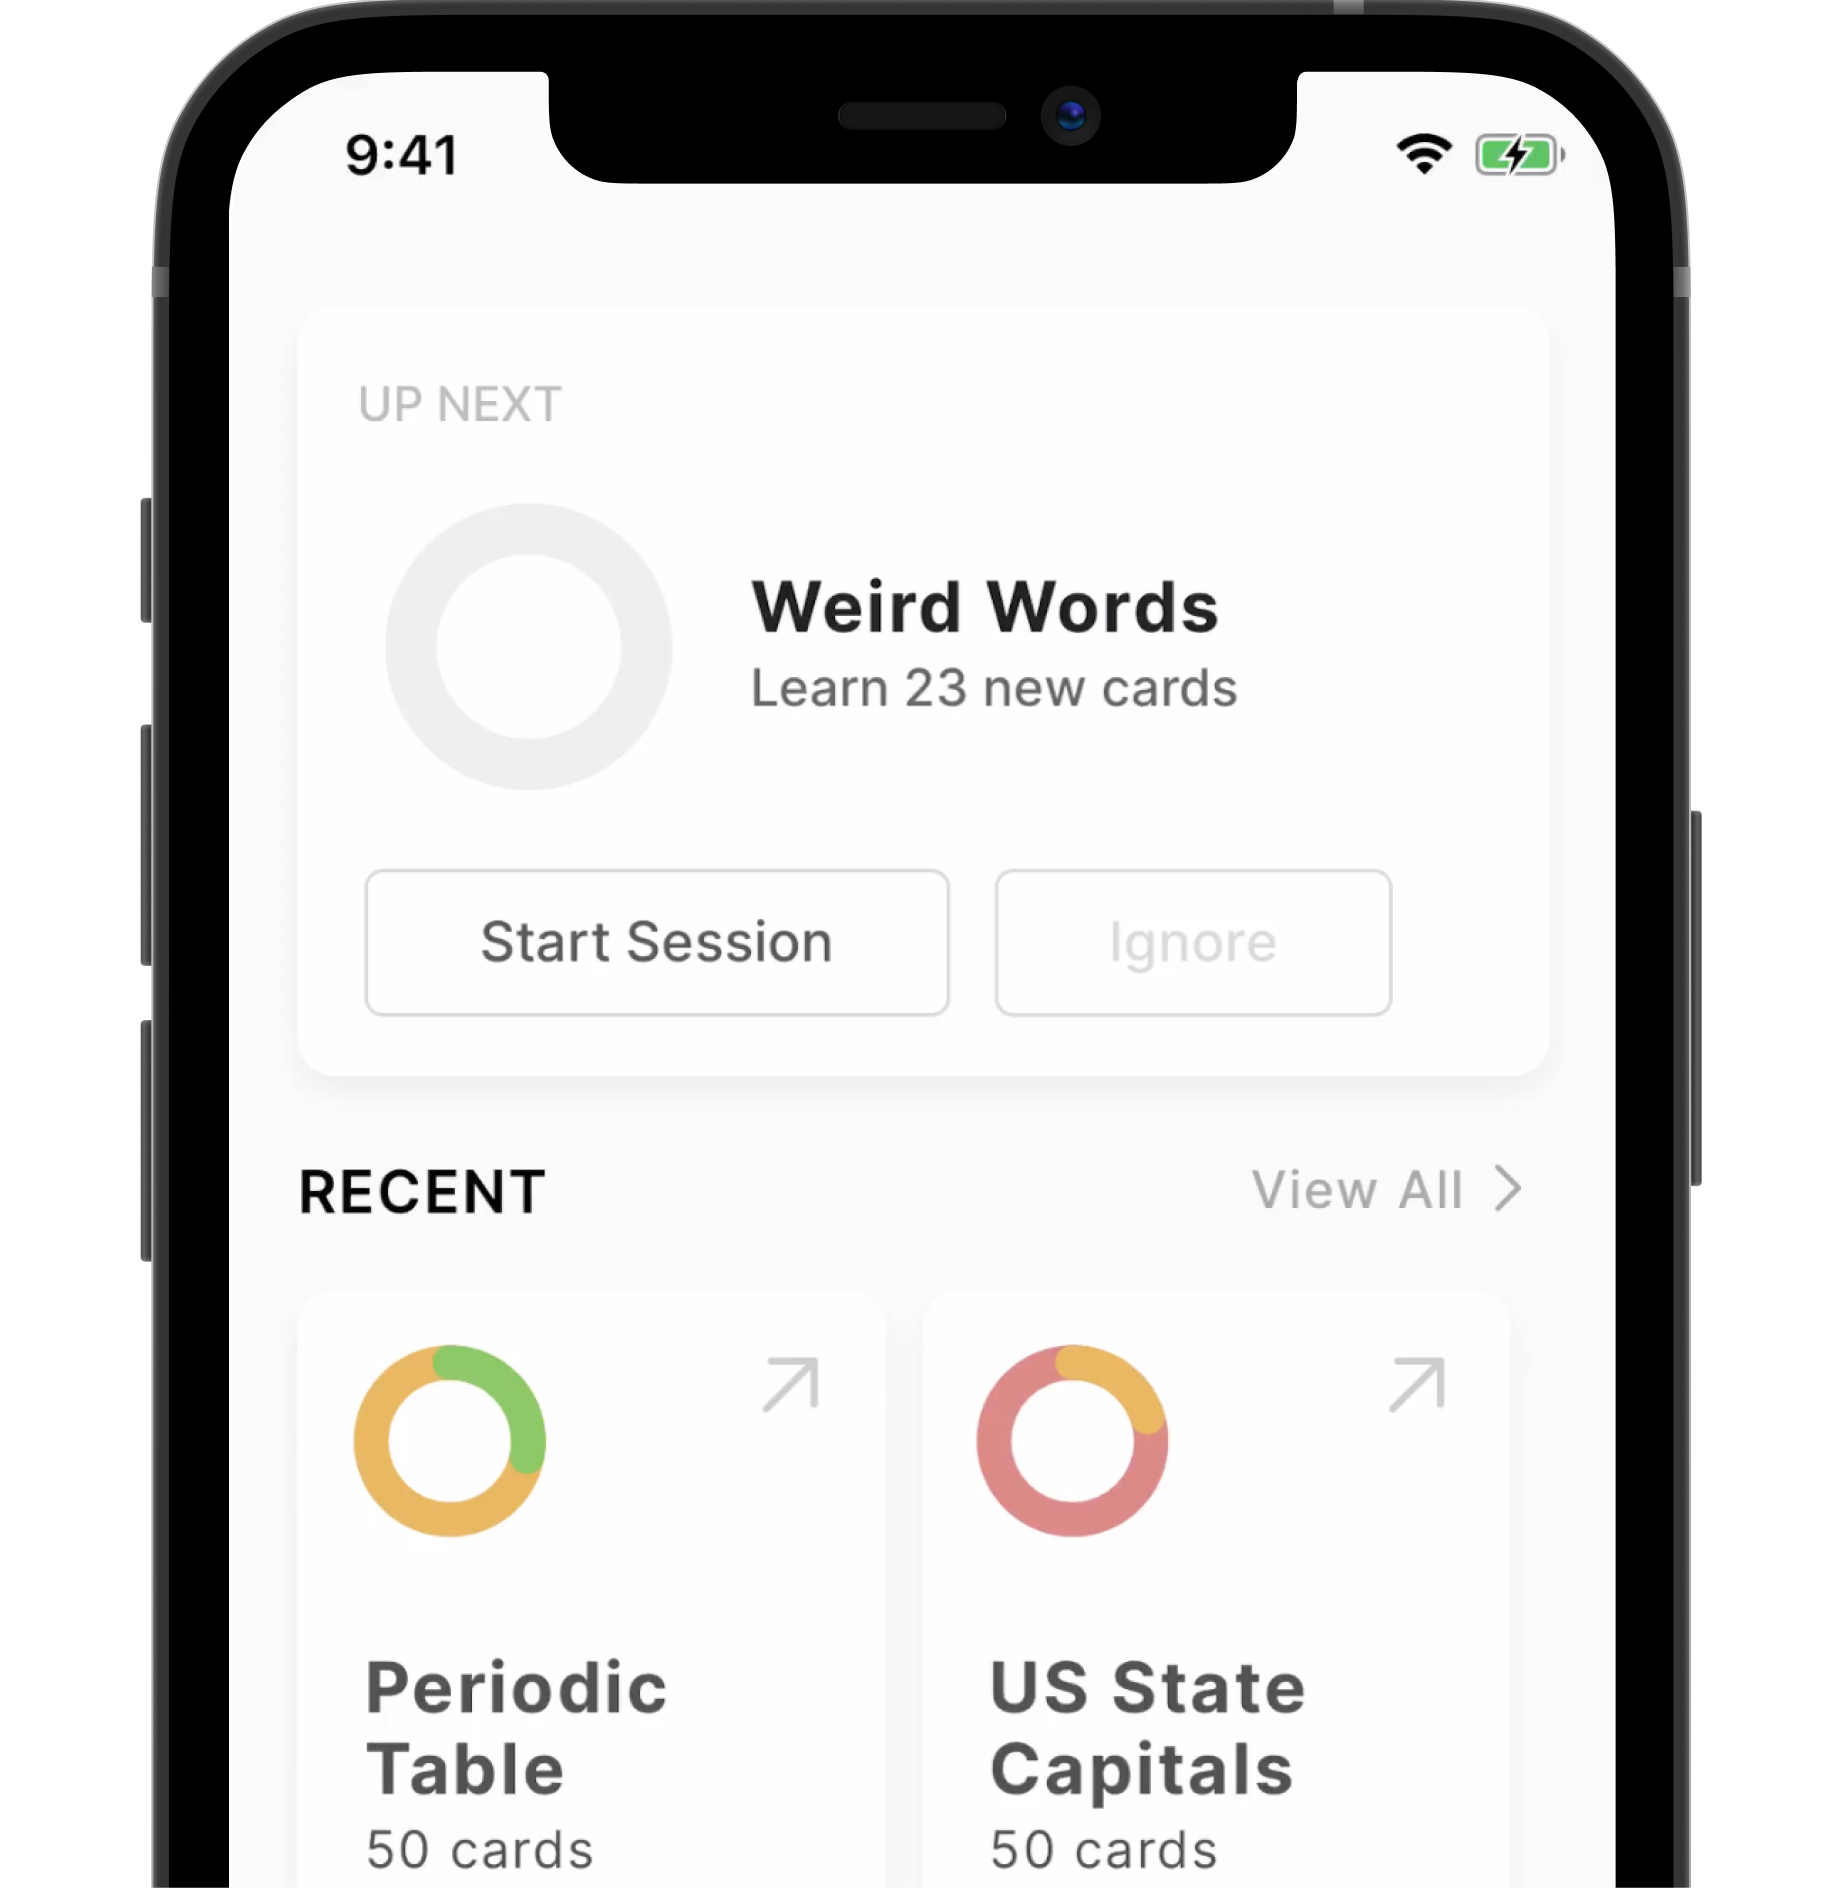 9:41
UP NEXT
Weird Words
Learn 23 new cards
Start Session
Ignore
RECENT
View All
Periodic
Table
50 cards
US State
Capitals
50 cards